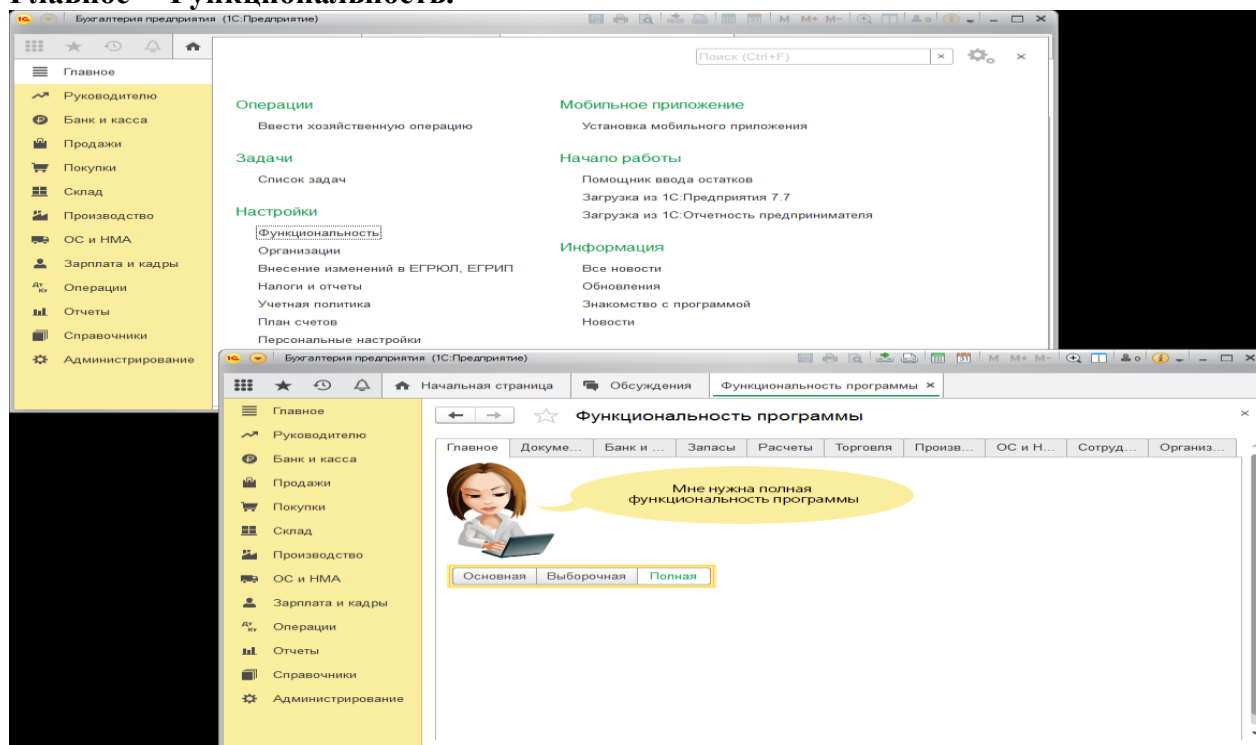 Главное – Функциональность.
Бухгалтерия предприятия (1С:Предприятие)
M M+ M-
Поиск (Ctrl+F)
Главное
Руководителю
Банк и касса
Продажи
Покупки
Склад
Производство
ОС и НМА
Зарплата и кадры
Операции
Отчеты
Справочники
Администрирование
Операции
Ввести хозяйственную операцию
Задачи
Список задач
Настройки
Функциональность
Организации
Внесение изменений в ЕГРЮЛ, ЕГРИП
Налоги и отчеты
Учетная политика
План счетов
Персональные настройки
Мобильное приложение
Установка мобильного приложения
Начало работы
Помощник ввода остатков
Загрузка из 1С:Предприятия 7.7
Загрузка из 1С:Отчетность предпринимателя
Информация
Все новости
Обновления
Знакомство с программой
Новости
Бухгалтерия предприятия (1С:Предприятие)
M M+ M-
Начальная страница
Обсуждения
Функциональность программы
Главное
Руководителю
Банк и касса
Продажи
Покупки
Склад
Производство
ОС и НМА
Зарплата и кадры
Операции
Отчеты
Справочники
Администрирование
Функциональность программы
Главное Докуме... Банк и ... Запасы Расчеты Торговля Произв... ОС и Н... Сотруд... Организ...
Мне нужна полная
функциональность программы
Основная Выборочная Полная